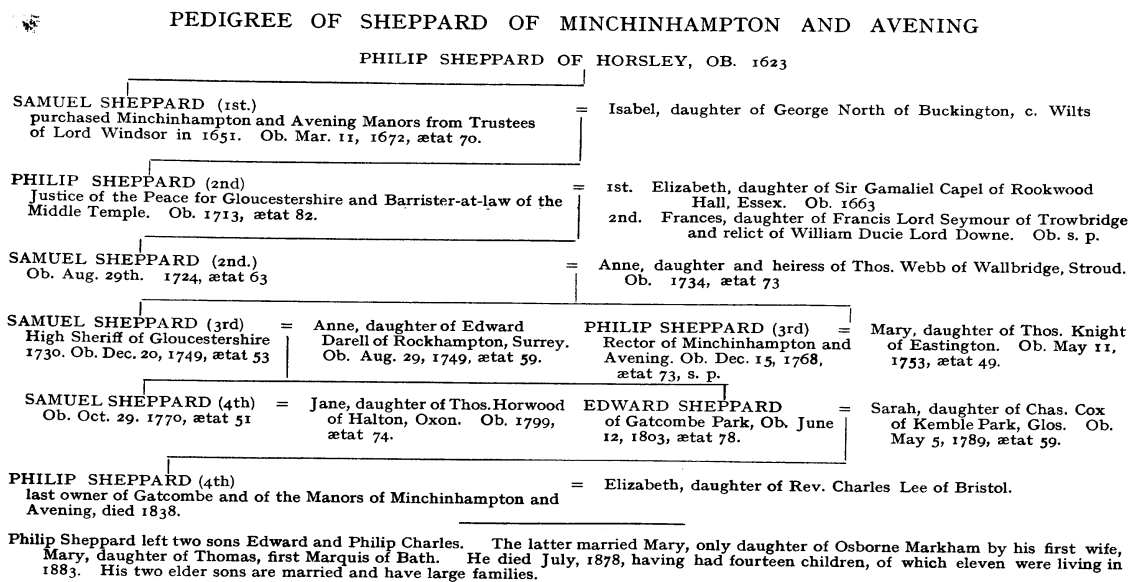 PEDIGREE OF SHEPPARD OF MINCHINHAMPTON AND AVENING
PHILIP SHEPPARD OF HORSLEY, OB. 1623
SAMUEL SHEPPARD (1st.)
purchased Minchinhampton and Avening Manors from Trustees
of Lord Windsor in 1651. Ob. Mar. 11, 1672, ætat 70.
= Isabel, daughter of George North of Buckington, c. Wilts
PHILIP SHEPPARD (2nd)
Justice of the Peace for Gloucestershire and Barrister-at-law of the
Middle Temple. Ob. 1713, ætat 82.
= 1st. Elizabeth, daughter of Sir Gamaliel Capel of Rookwood
Hall, Essex. Ob. 1663
2nd. Frances, daughter of Francis Lord Seymour of Trowbridge
and relict of William Ducie Lord Downe. Ob. s. p.
SAMUEL SHEPPARD (2nd.)
Ob. Aug. 29th. 1724, ætat 63
= Anne, daughter and heiress of Thos. Webb of Wallbridge, Stroud.
Ob. 1734, ætat 73
SAMUEL SHEPPARD (3rd)
High Sheriff of Gloucestershire
1730. Ob. Dec. 20, 1749, ætat 53
= Anne, daughter of Edward
Darell of Rockhampton, Surrey.
Ob. Aug. 29, 1749, ætat 59.
PHILIP SHEPPARD (3rd)
Rector of Minchinhampton and
Avening. Ob. Dec. 15, 1768,
ætat 73, s. p.
= Mary, daughter of Thos. Knight
of Eastington. Ob. May 11,
1753, ætat 49.
SAMUEL SHEPPARD (4th)
Ob. Oct. 29. 1770, ætat 51
= Jane, daughter of Thos. Horwood
of Halton, Oxon. Ob. 1799,
ætat 74.
EDWARD SHEPPARD
of Gatcombe Park, Ob. June
12, 1803, ætat 78.
= Sarah, daughter of Chas. Cox
of Kemble Park, Glos. Ob.
May 5, 1789, ætat 59.
PHILIP SHEPPARD (4th)
last owner of Gatcombe and of the Manors of Minchinhampton and
Avening, died 1838.
= Elizabeth, daughter of Rev. Charles Lee of Bristol.
Philip Sheppard left two sons Edward and Philip Charles. The latter married Mary, only daughter of Osborne Markham by his first wife,
Mary, daughter of Thomas, first Marquis of Bath. He died July, 1878, having had fourteen children, of which eleven were living in
1883. His two elder sons are married and have large families.